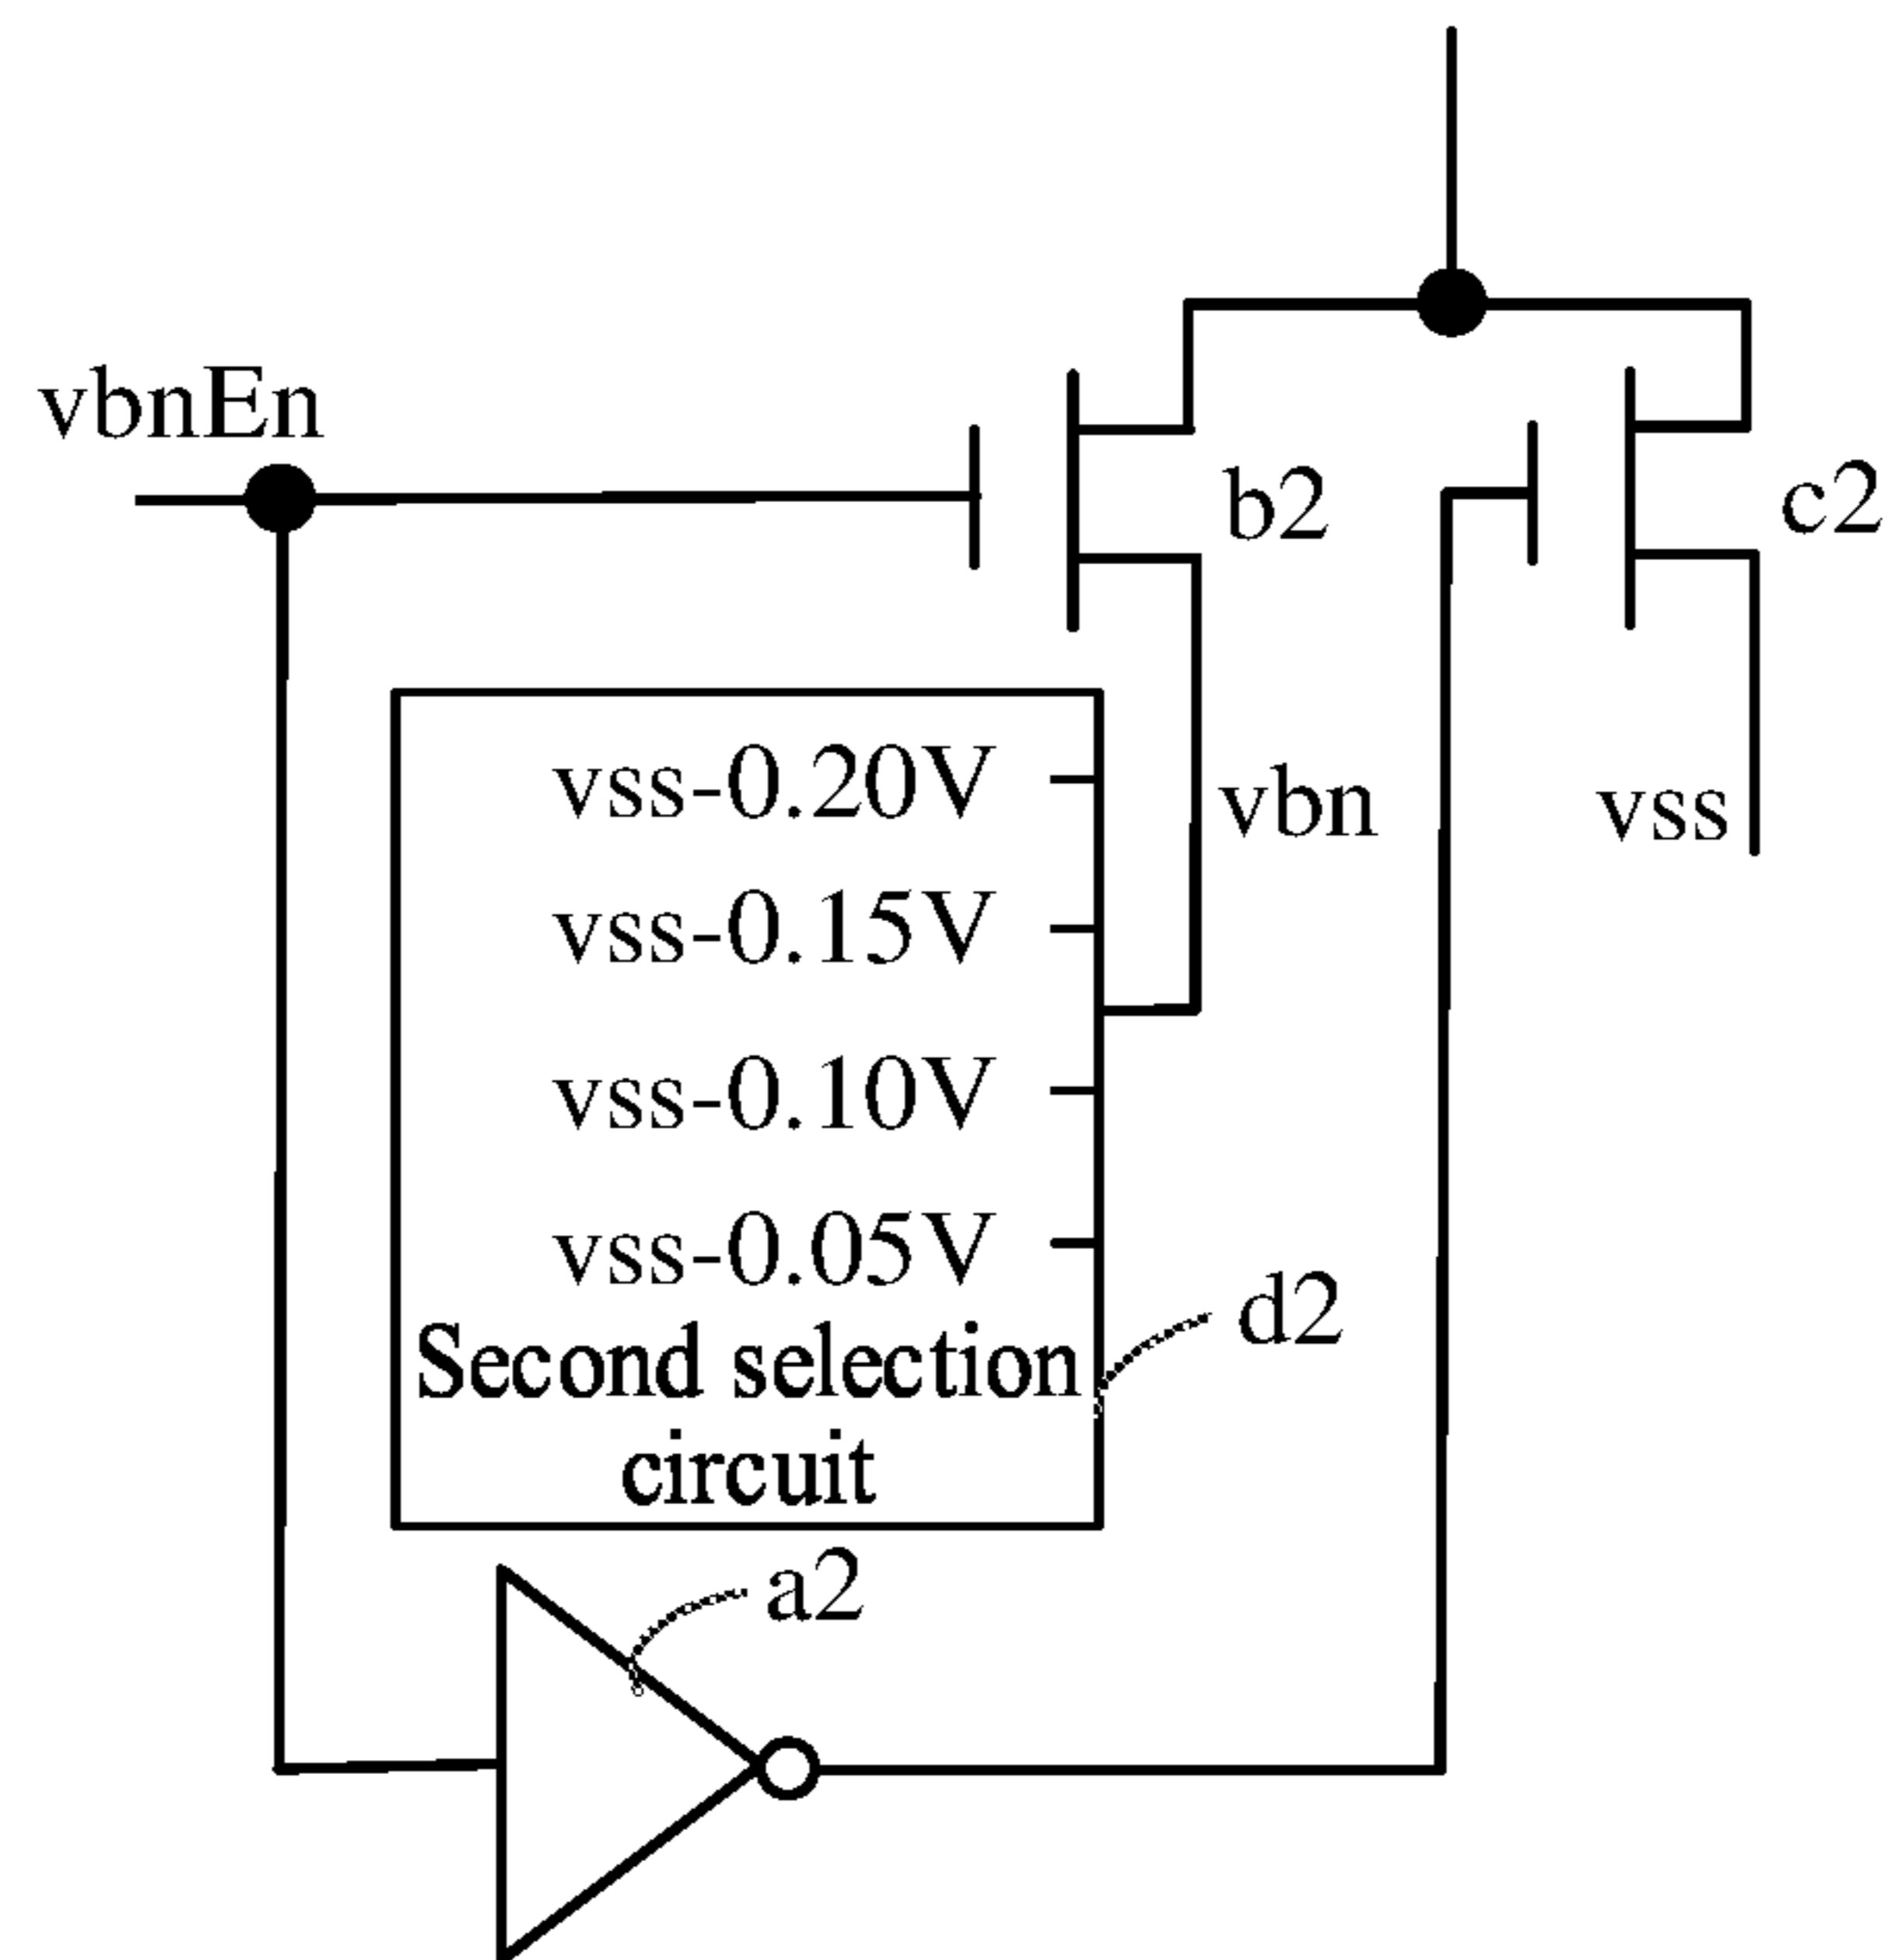 vbnEn
b2
c2
vss-0.20V
vbn
vss
vss-0.15V
vss-0.10V
vss-0.05V
d2
Second selection
circuit
a2